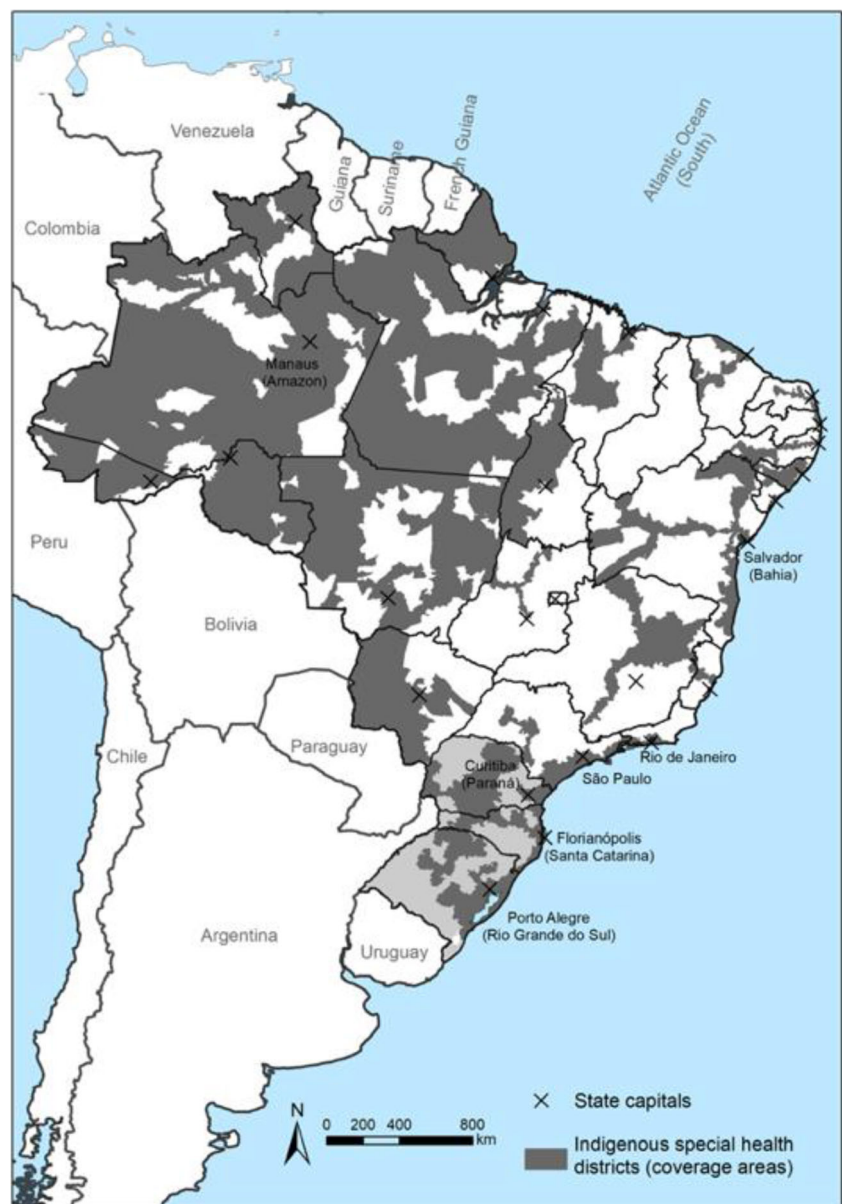 Venezuela
Guiana
Suriname
French Guiana
Atlantic Ocean
(South)
Colombia
Manaus
(Amazon)
Peru
Salvador
(Bahia)
Bolivia
Chile
Paraguay
Curitiba
(Paraná)
Rio de Janeiro
São Paulo
Florianópolis
(Santa Catarina)
Porto Alegre
(Rio Grande do Sul)
Argentina
Uruguay
N
0 200 400 800
km
State capitals
Indigenous special health
districts (coverage areas)